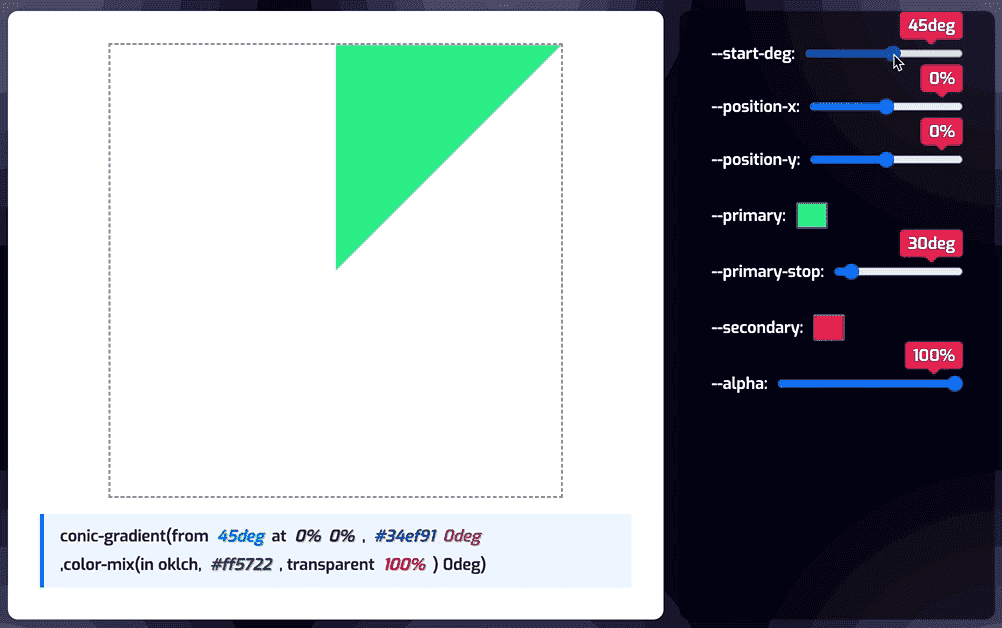 45deg
--start-deg:
0%
--position-x:
0%
--position-y:
--primary:
30deg
--primary-stop:
--secondary:
100%
--alpha:
conic-gradient(from 45deg at 0% 0% , #34ef91 0deg
,color-mix(in oklch, #ff5722 , transparent 100% ) 0deg)